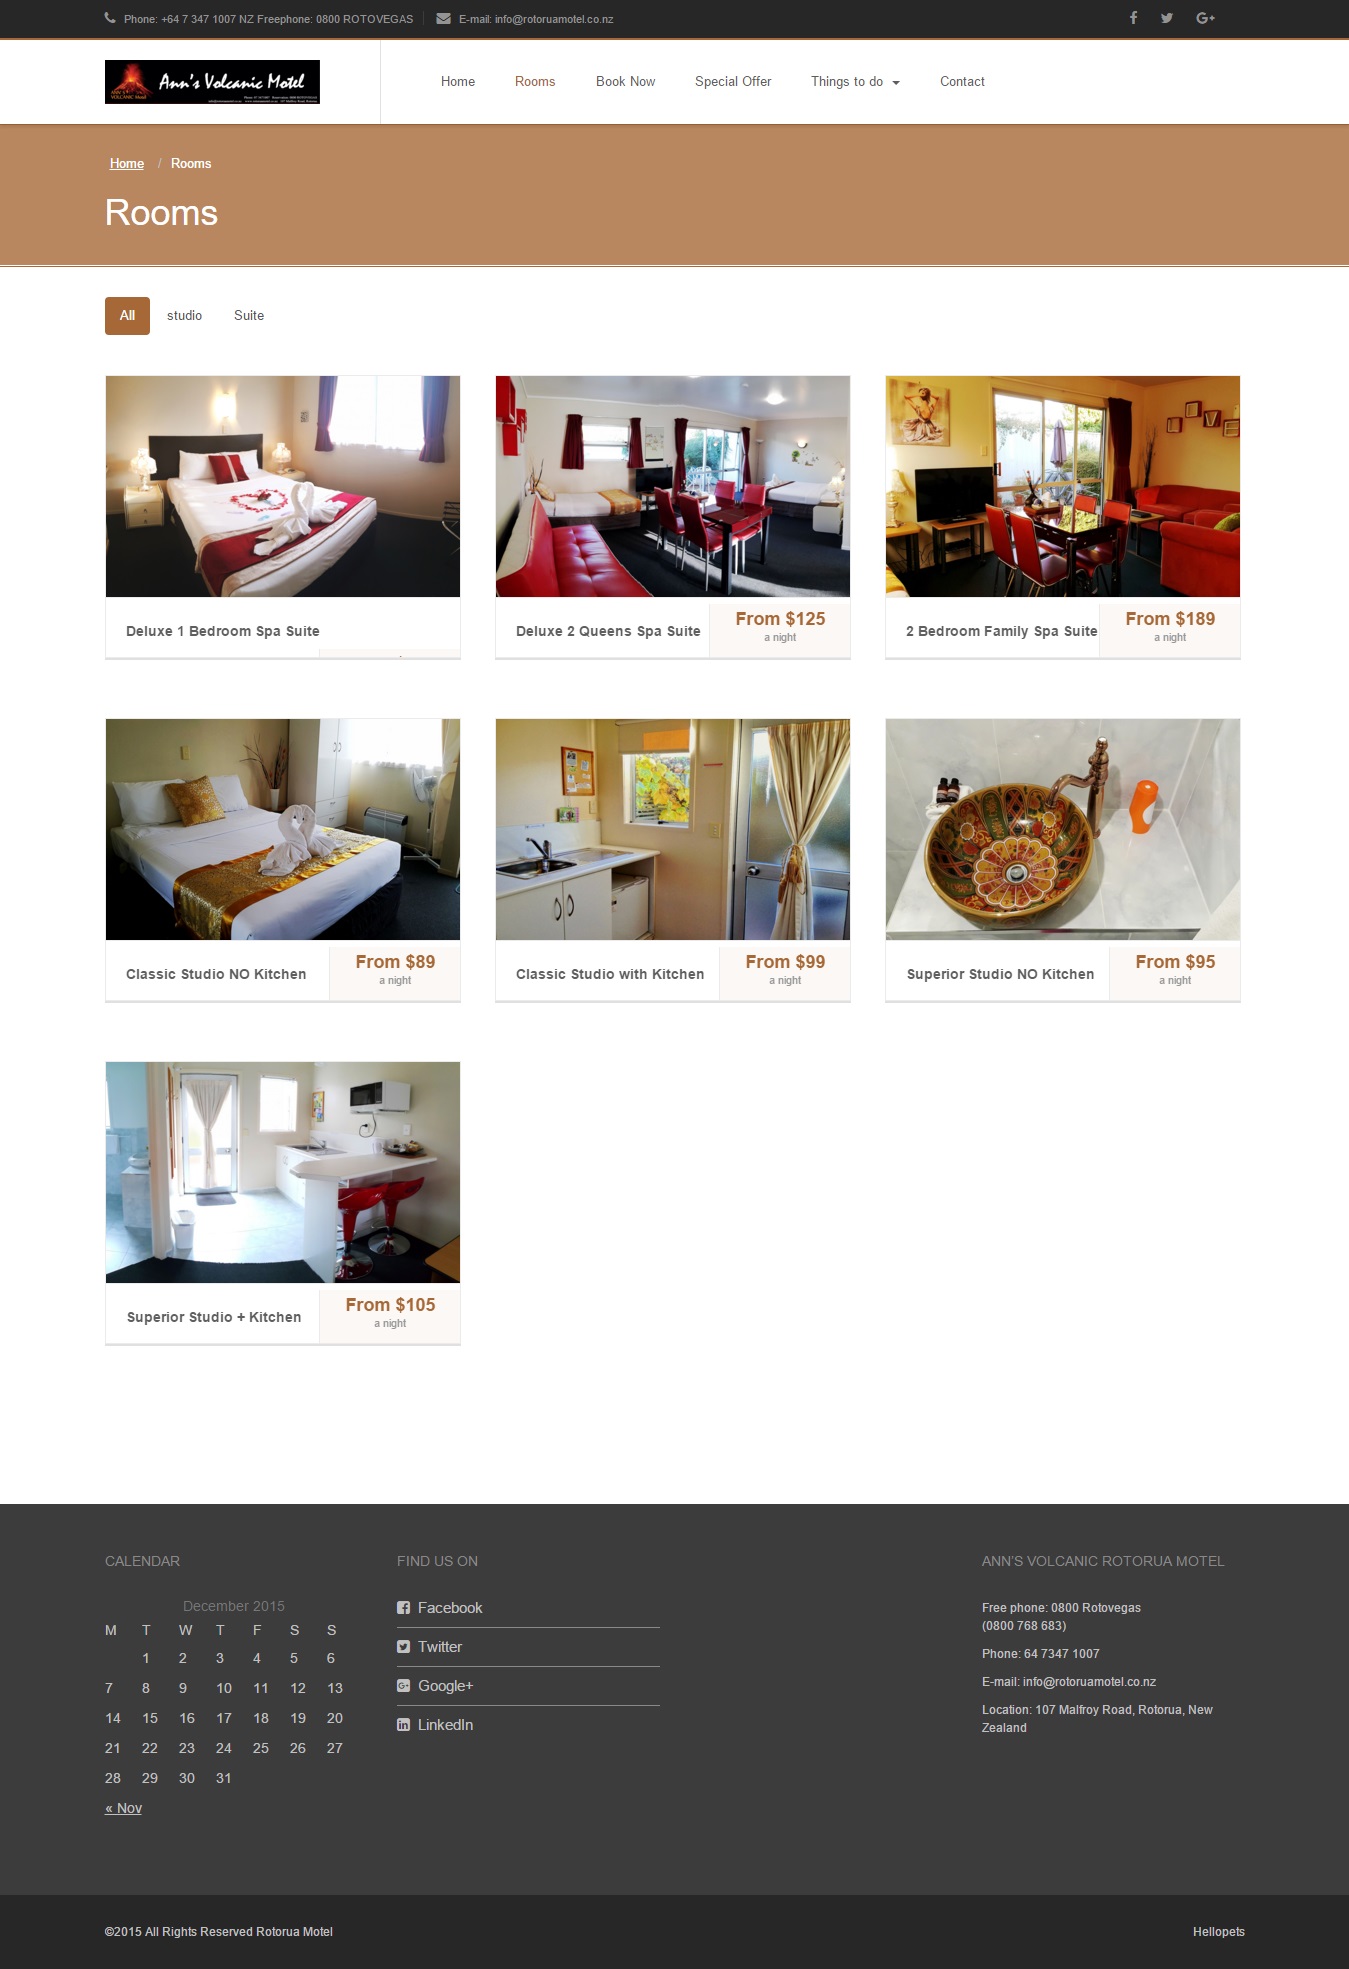 Phone: +64 7 347 1007 NZ Freephone: 0800 ROTOVEGAS
E-mail: info@rotoruamotel.co.nz
Ann's Volcanic Motel
Home
Rooms
Book Now
Special Offer
Things to do
Contact
Home / Rooms
Rooms
All
studio
Suite
Deluxe 1 Bedroom Spa Suite
Deluxe 2 Queens Spa Suite
From $125
a night
2 Bedroom Family Spa Suite
From $189
a night
Classic Studio NO Kitchen
From $89
a night
Classic Studio with Kitchen
From $99
a night
Superior Studio NO Kitchen
From $95
a night
Superior Studio + Kitchen
From $105
a night
CALENDAR
December 2015
M T W T F S S
1 2 3 4 5 6
7 8 9 10 11 12 13
14 15 16 17 18 19 20
21 22 23 24 25 26 27
28 29 30 31
« Nov
FIND US ON
Facebook
Twitter
Google+
LinkedIn
ANN'S VOLCANIC ROTORUA MOTEL
Free phone: 0800 Rotovegas
(0800 768 683)
Phone: 64 7347 1007
E-mail: info@rotoruamotel.co.nz
Location: 107 Malfroy Road, Rotorua, New
Zealand
©2015 All Rights Reserved Rotorua Motel
Hellopets